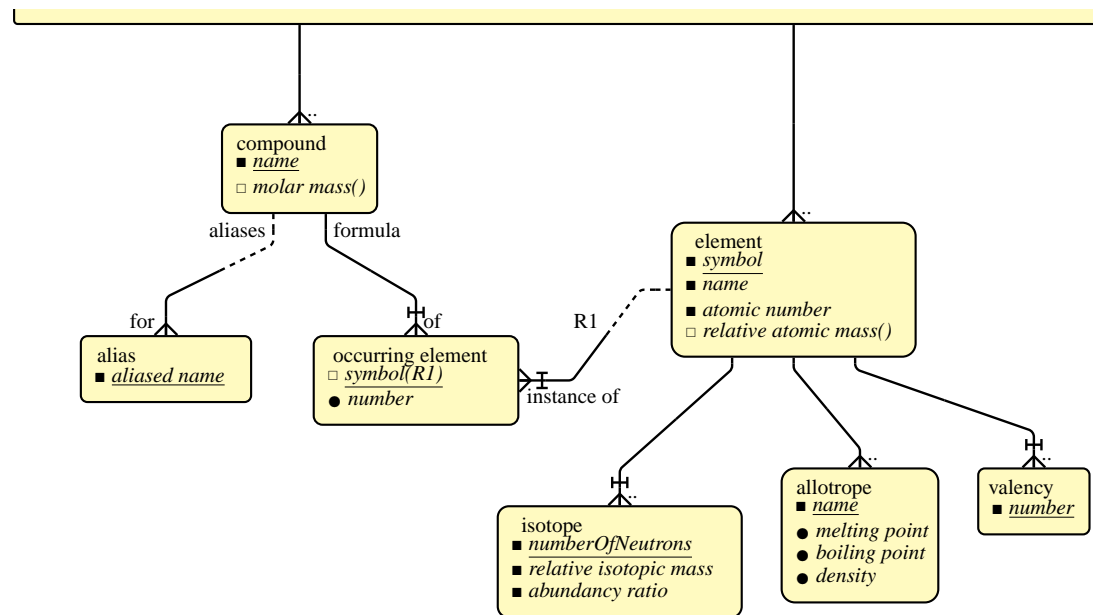 compound
name
molar mass()
aliases
formula
for
of
alias
aliased name
occurring element
symbol(R1)
number
R1
instance of
element
symbol
name
atomic number
relative atomic mass()
isotope
numberOfNeutrons
relative isotopic mass
abundancy ratio
allotrope
name
melting point
boiling point
density
valency
number